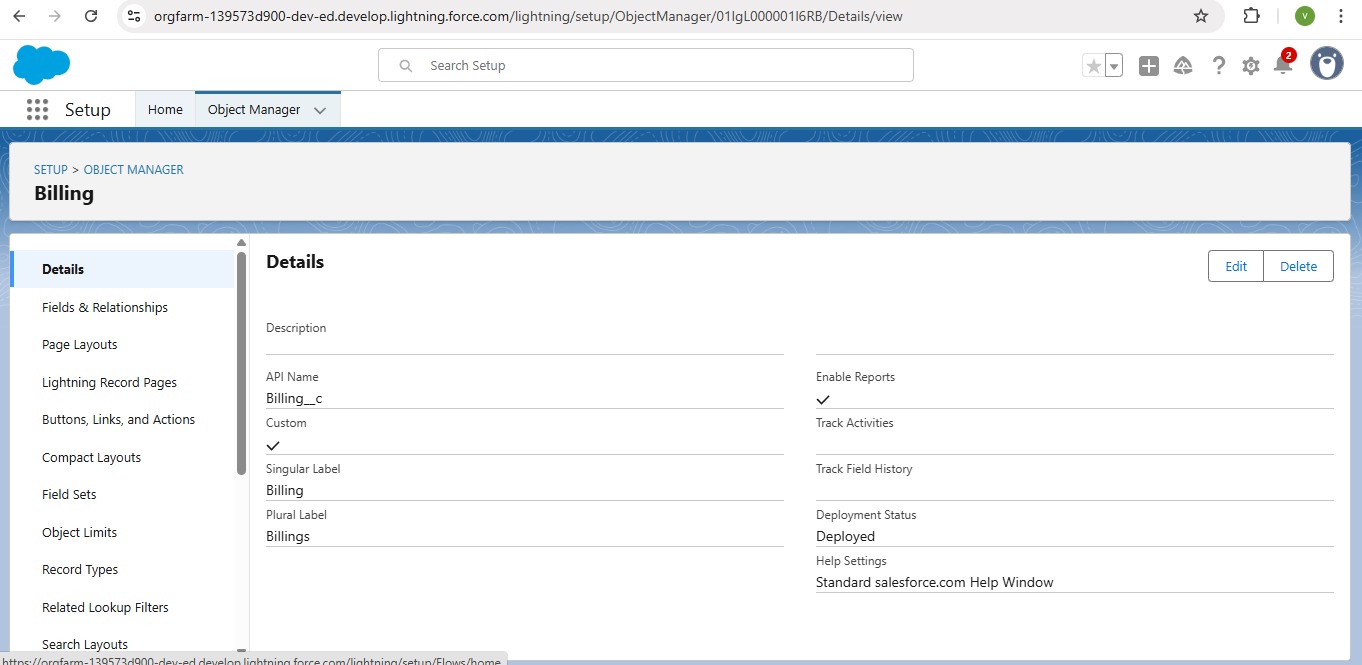 orgfarm-139573d900-dev-ed.develop.lightning.force.com/lightning/setup/ObjectManager/01IgL000001I6RB/Details/view
V
Search Setup
2
Setup
Home
Object Manager
SETUP > OBJECT MANAGER
Billing
Details
Fields & Relationships
Page Layouts
Lightning Record Pages
Buttons, Links, and Actions
Compact Layouts
Field Sets
Object Limits
Record Types
Related Lookup Filters
Search Layouts
Details
Edit
Delete
Description
API Name
Billing__c
Custom
Singular Label
Billing
Plural Label
Billings
Enable Reports
Track Activities
Track Field History
Deployment Status
Deployed
Help Settings
Standard salesforce.com Help Window
https://orgfarm-139573d900-dev-ed.develop.lightning.force.com/lightning/setup/Flows/home